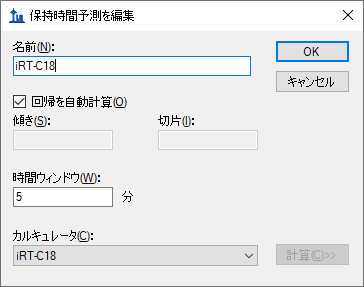 保持時間予測を編集
名前(N):
iRT-C18
OK
キャンセル
回帰を自動計算(O)
傾き(S):
切片(I):
時間ウィンドウ(W):
5 分
カルキュレータ(C):
iRT-C18
計算(C)>>